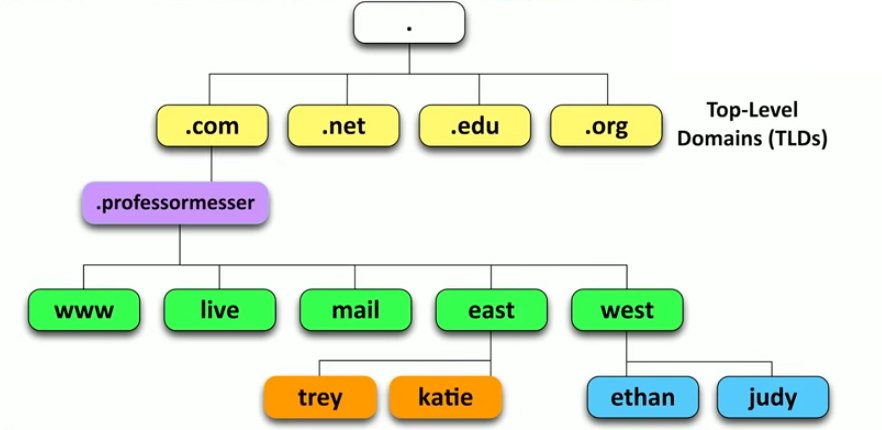 .
.com
.net
.edu
.org
Top-Level
Domains (TLDs)
.professormesser
www
live
mail
east
west
trey
katie
ethan
judy